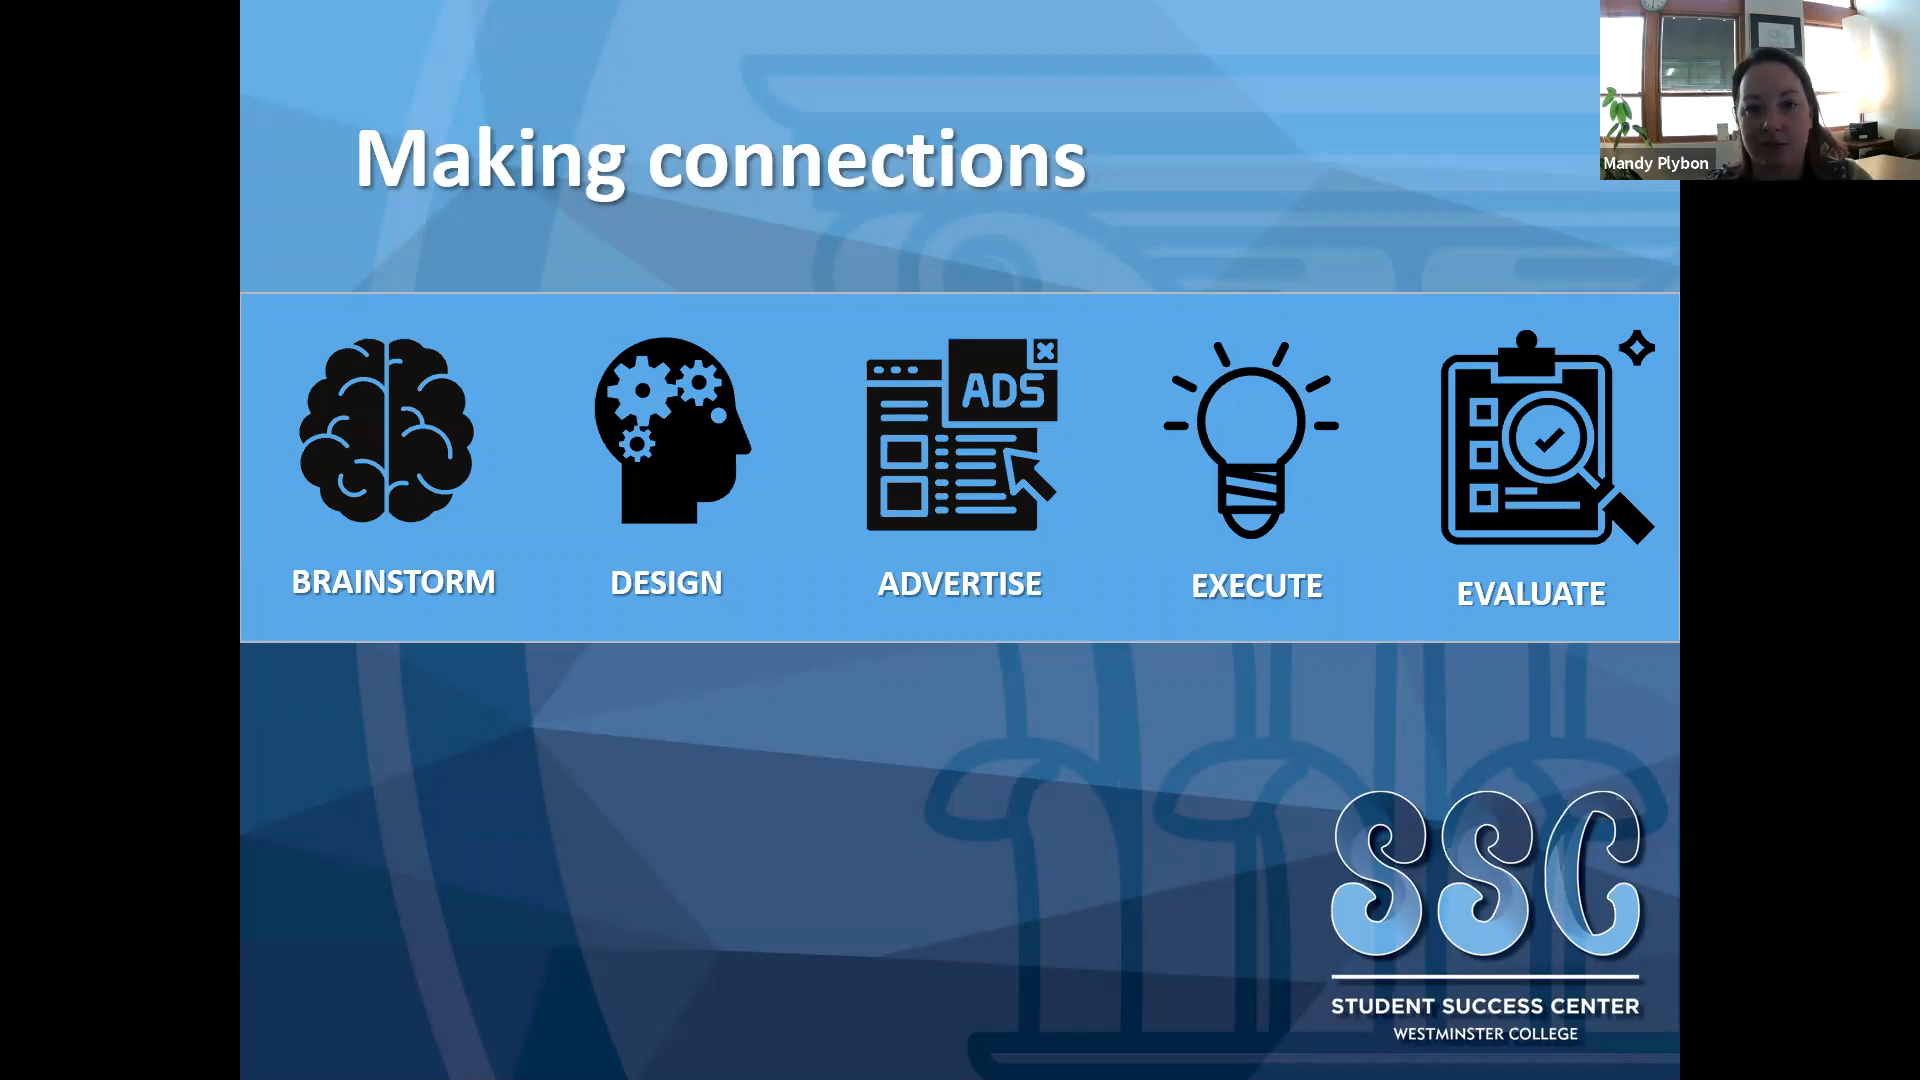 Making connections
Mandy Plybon
ADS
BRAINSTORM
DESIGN
ADVERTISE
EXECUTE
EVALUATE
SSC
STUDENT SUCCESS CENTER
WESTMINSTER COLLEGE